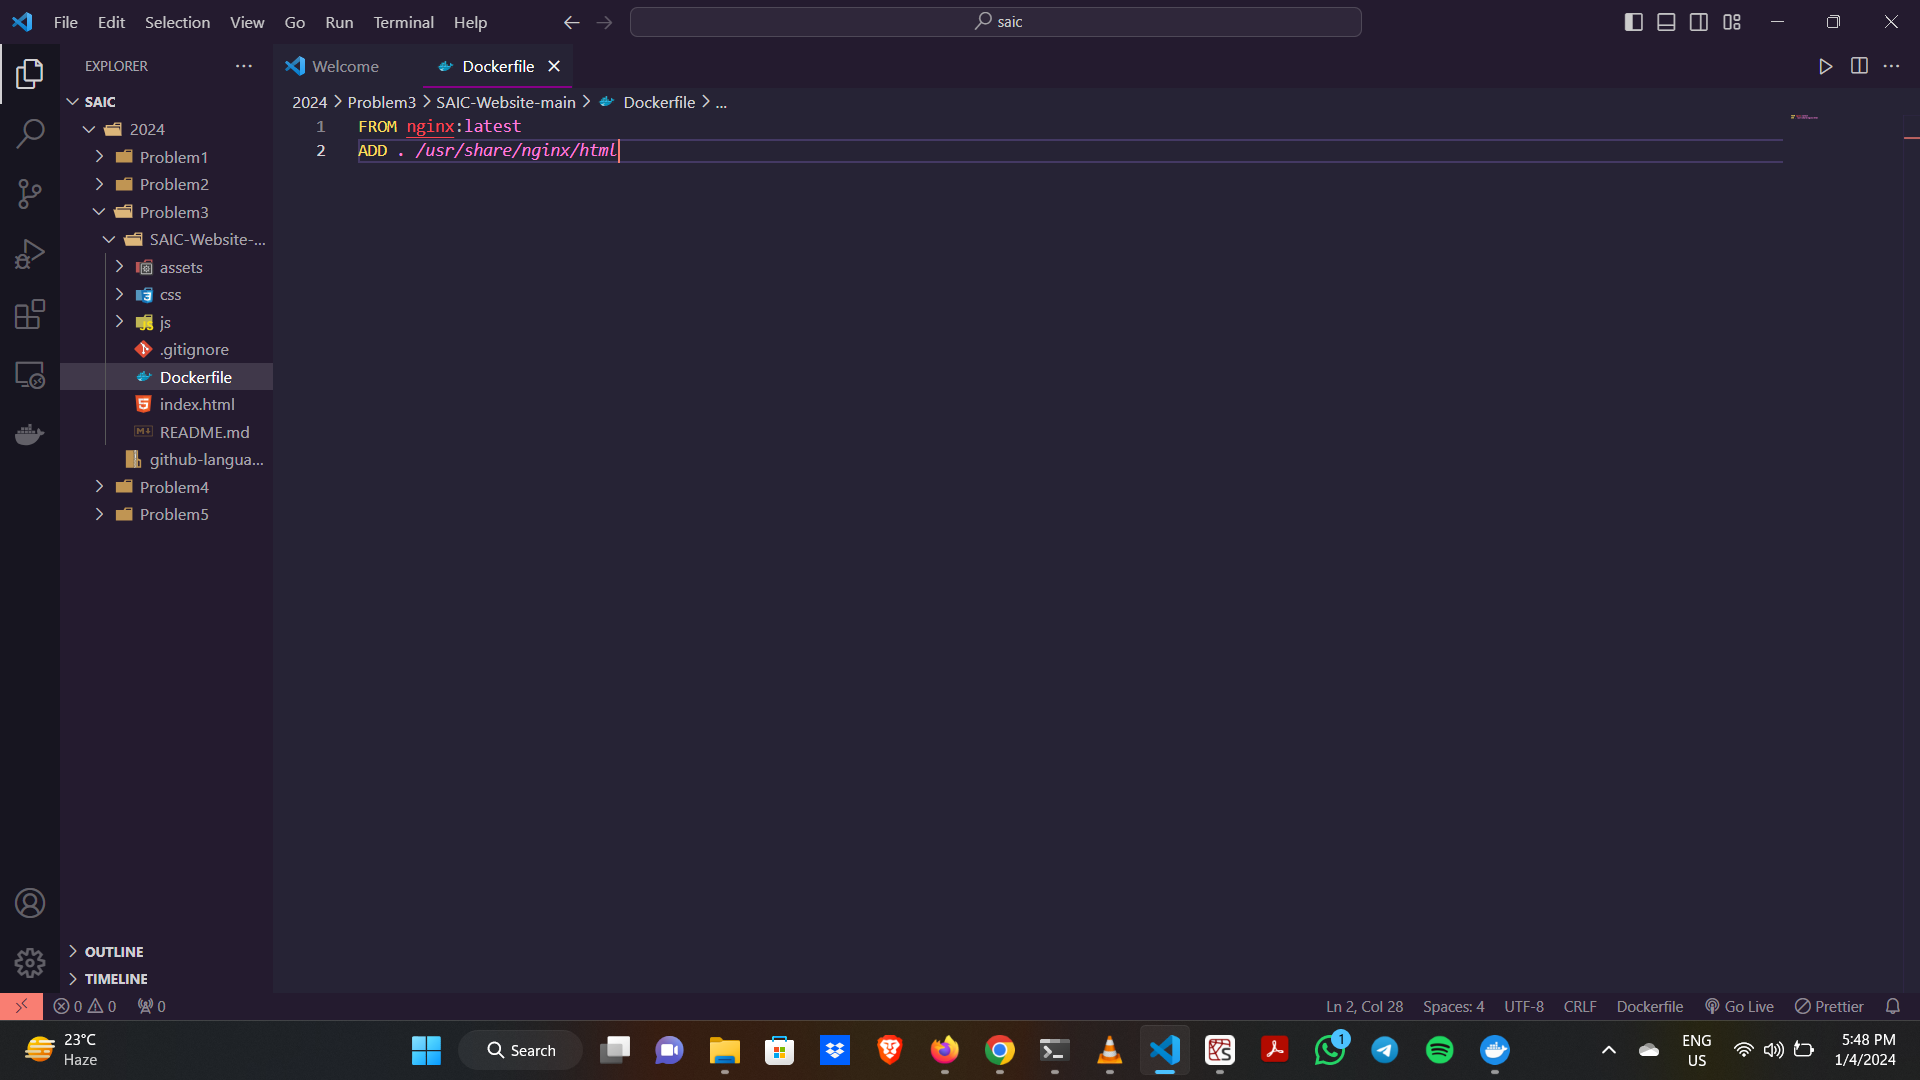 File Edit Selection View Go Run Terminal Help
saic
EXPLORER
SAIC
2024
Problem1
Problem2
Problem3
SAIC-Website-...
assets
css
js
.gitignore
Dockerfile
index.html
README.md
github-langua...
Problem4
Problem5
OUTLINE
TIMELINE
Welcome
Dockerfile
2024 > Problem3 > SAIC-Website-main > Dockerfile > ...
1 FROM nginx:latest
2 ADD . /usr/share/nginx/html
0 0 0
Ln 2, Col 28 Spaces: 4 UTF-8 CRLF Dockerfile Go Live Prettier
23°C
Haze
Search
1
ENG
US
5:48 PM
1/4/2024